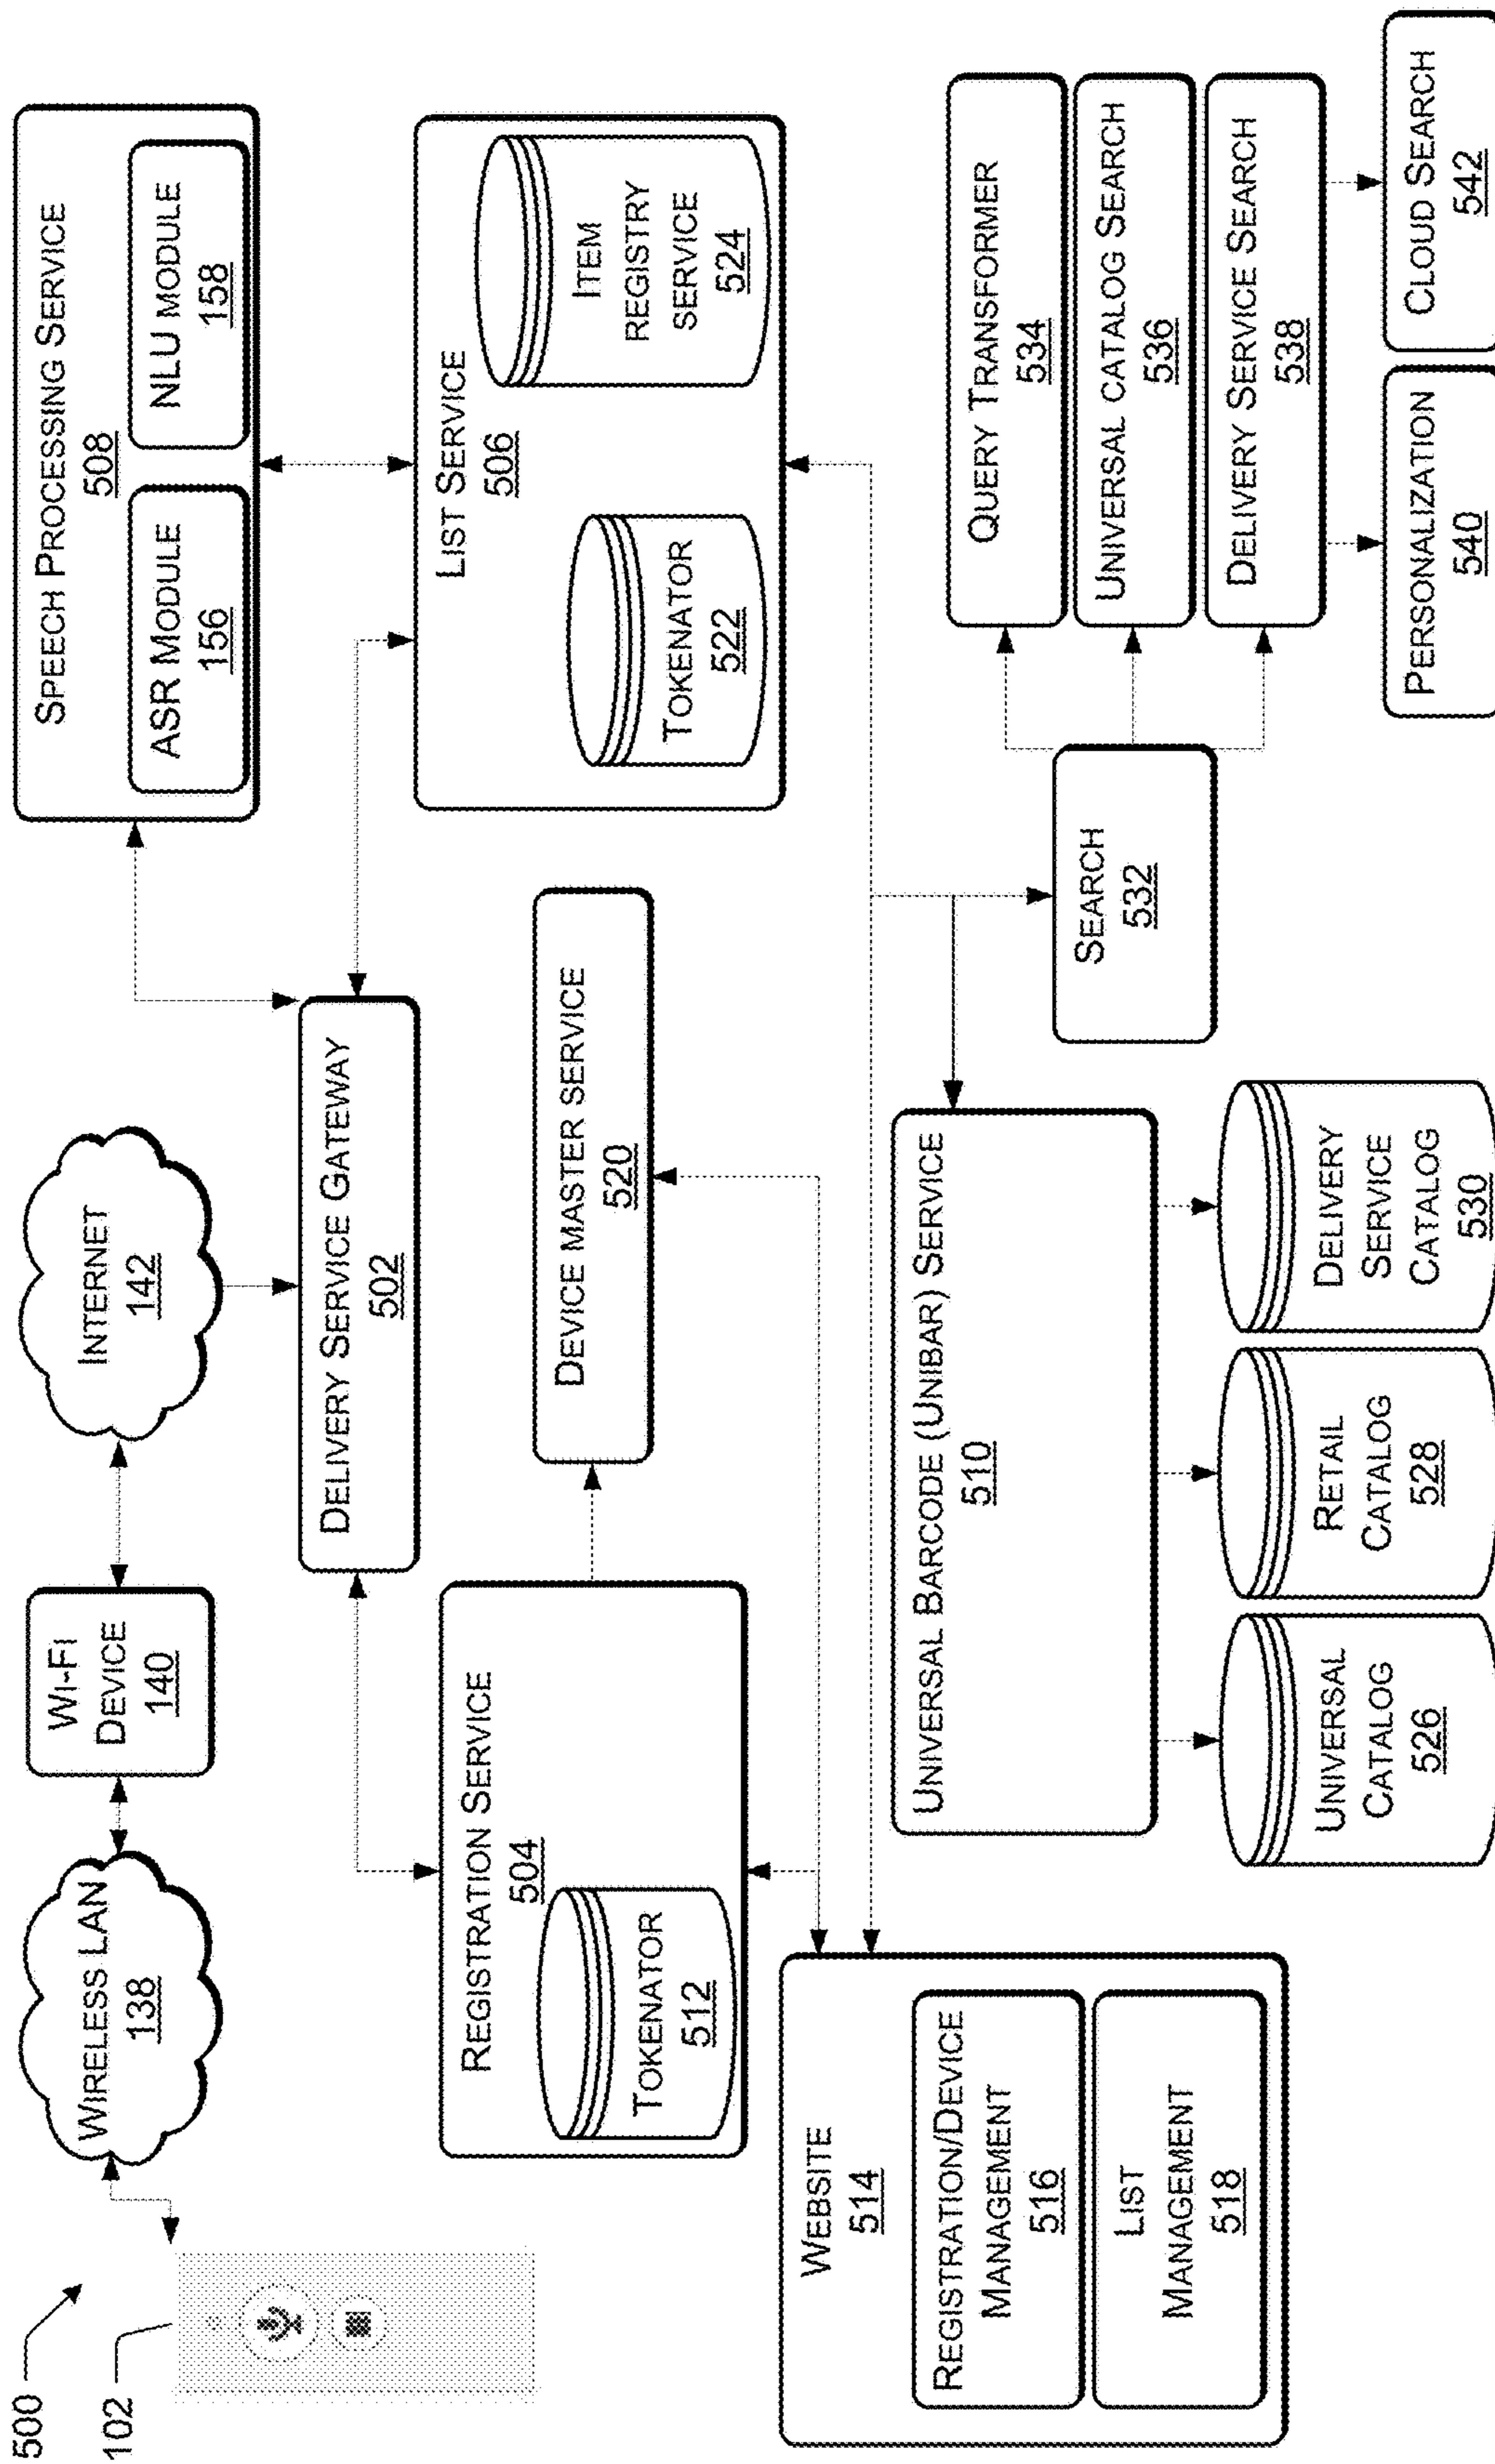 500
102
WIRELESS LAN
138
WI-FI
DEVICE
140
INTERNET
142
SPEECH PROCESSING SERVICE
508
ASR MODULE
156
NLU MODULE
158
DELIVERY SERVICE GATEWAY
502
REGISTRATION SERVICE
504
TOKENATOR
512
DEVICE MASTER SERVICE
520
LIST SERVICE
506
TOKENATOR
522
ITEM
REGISTRY
SERVICE
524
WEBSITE
514
REGISTRATION/DEVICE
MANAGEMENT
516
LIST
MANAGEMENT
518
UNIVERSAL BARCODE (UNIBAR) SERVICE
510
UNIVERSAL
CATALOG
526
RETAIL
CATALOG
528
DELIVERY
SERVICE
CATALOG
530
SEARCH
532
QUERY TRANSFORMER
534
UNIVERSAL CATALOG SEARCH
536
DELIVERY SERVICE SEARCH
538
PERSONALIZATION
540
CLOUD SEARCH
542